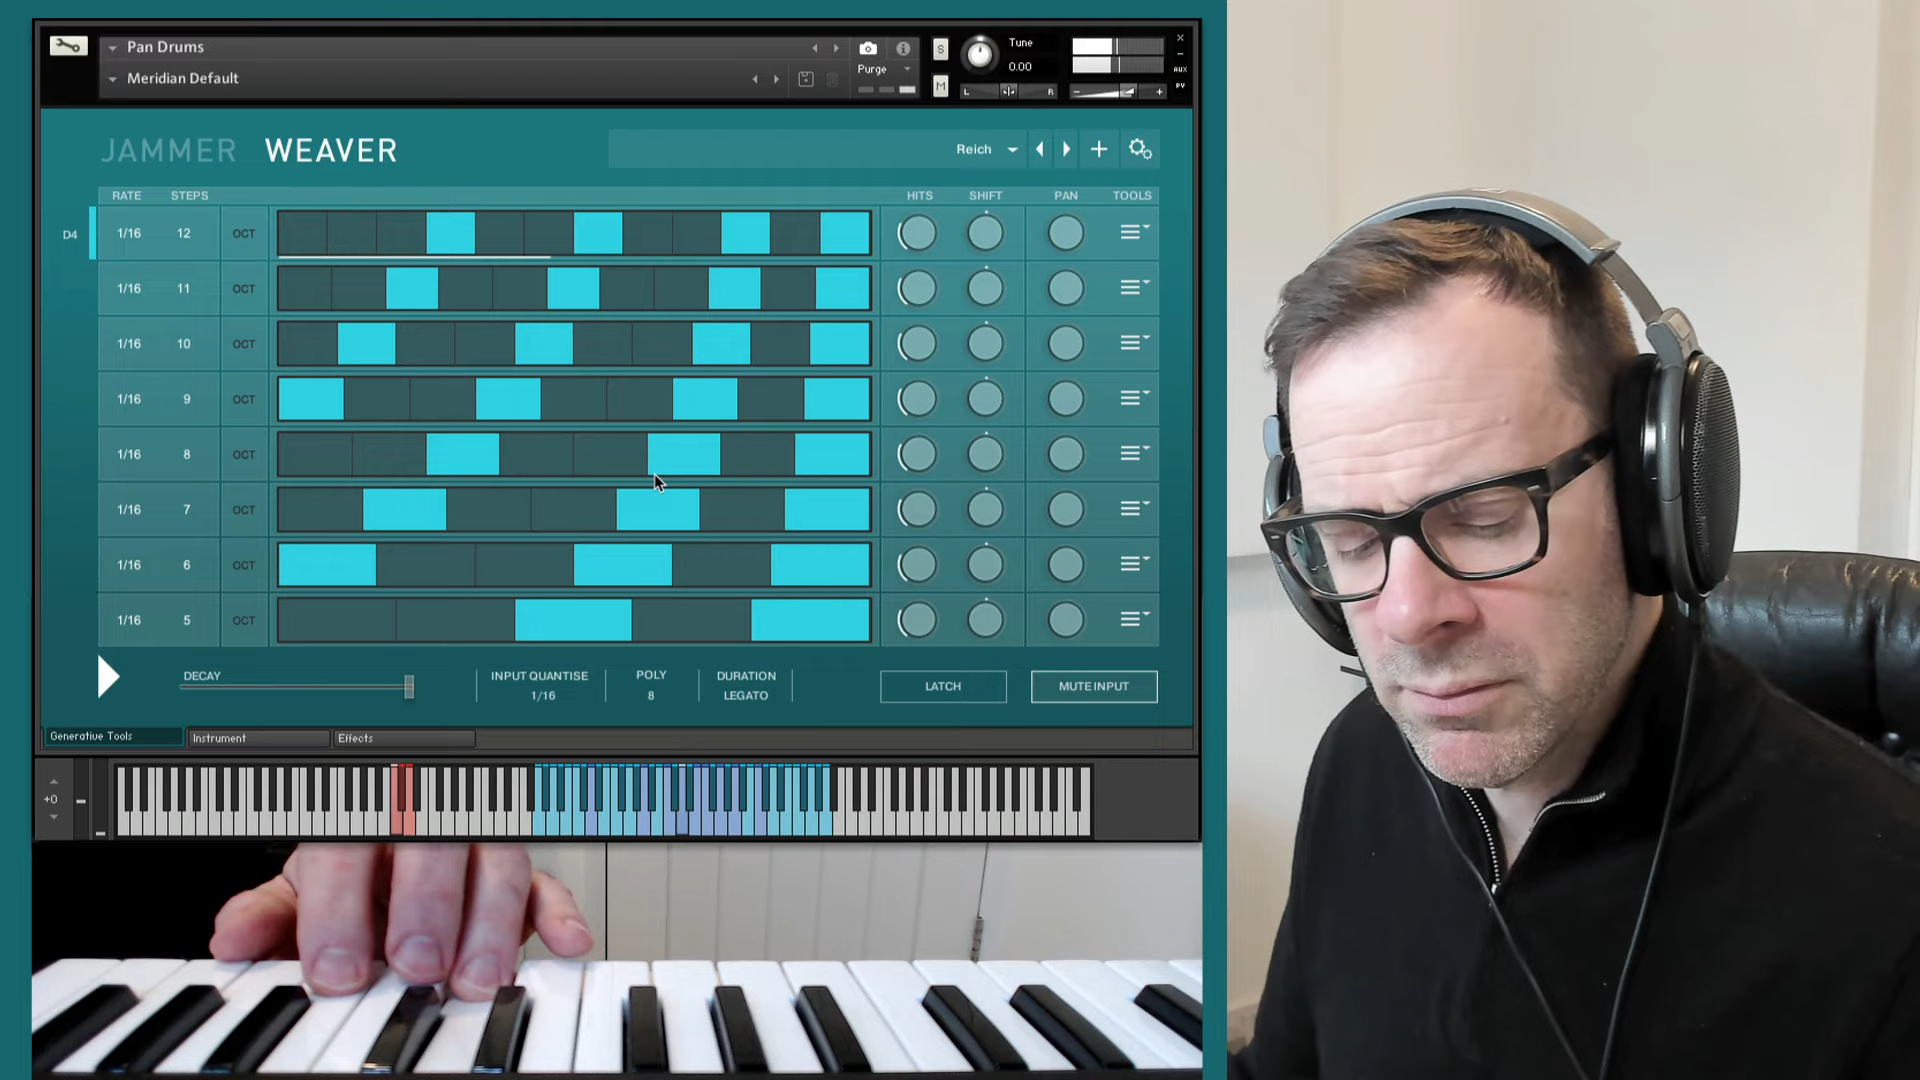 Pan Drums
Meridian Default
Purge
S
M
Tune
0.00
L
R
AUX
PV
JAMMER WEAVER
Reich
RATE STEPS HITS SHIFT PAN TOOLS
D4 1/16 12 OCT
1/16 11 OCT
1/16 10 OCT
1/16 9 OCT
1/16 8 OCT
1/16 7 OCT
1/16 6 OCT
1/16 5 OCT
DECAY
INPUT QUANTISE
1/16
POLY
8
DURATION
LEGATO
LATCH
MUTE INPUT
Generative Tools Instrument Effects
+0